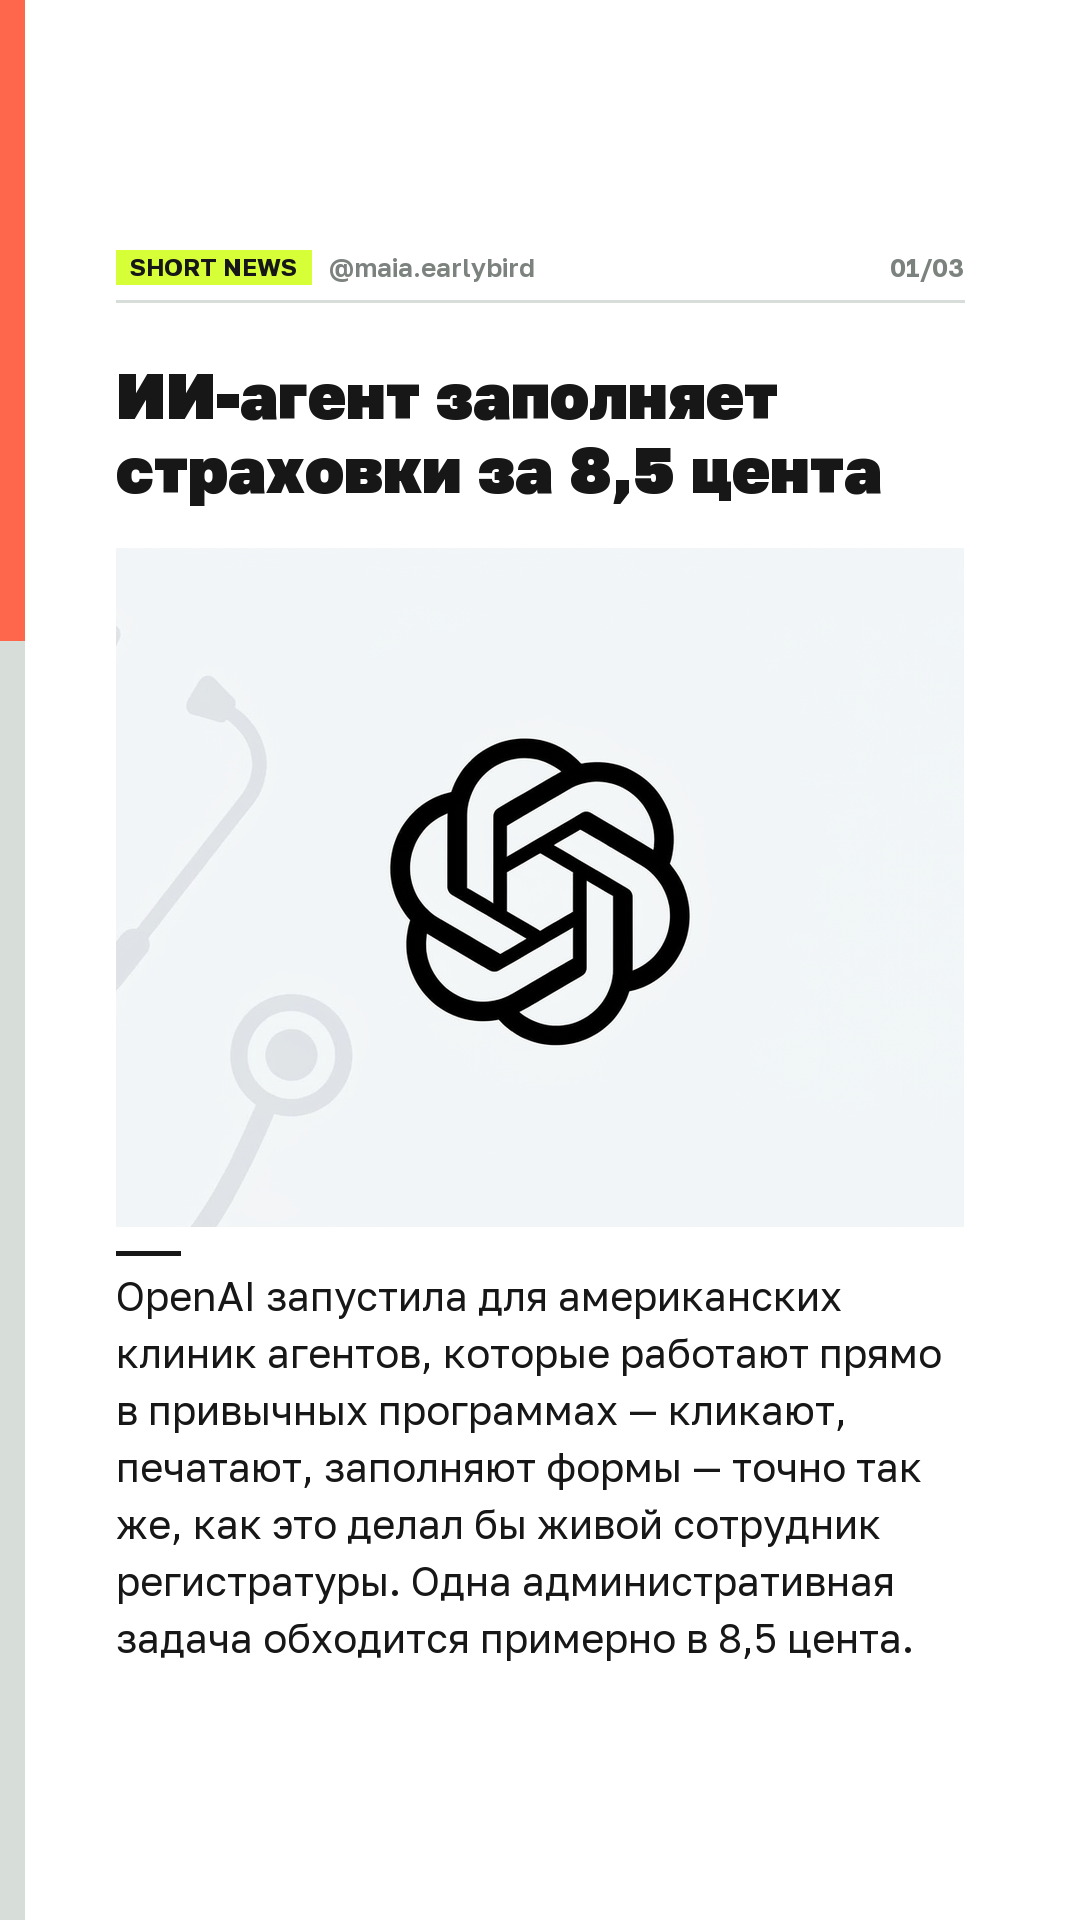 SHORT NEWS @maia.earlybird 01/03
ИИ-агент заполняет
страховки за 8,5 цента
OpenAI запустила для американских
клиник агентов, которые работают прямо
в привычных программах — кликают,
печатают, заполняют формы — точно так
же, как это делал бы живой сотрудник
регистратуры. Одна административная
задача обходится примерно в 8,5 цента.